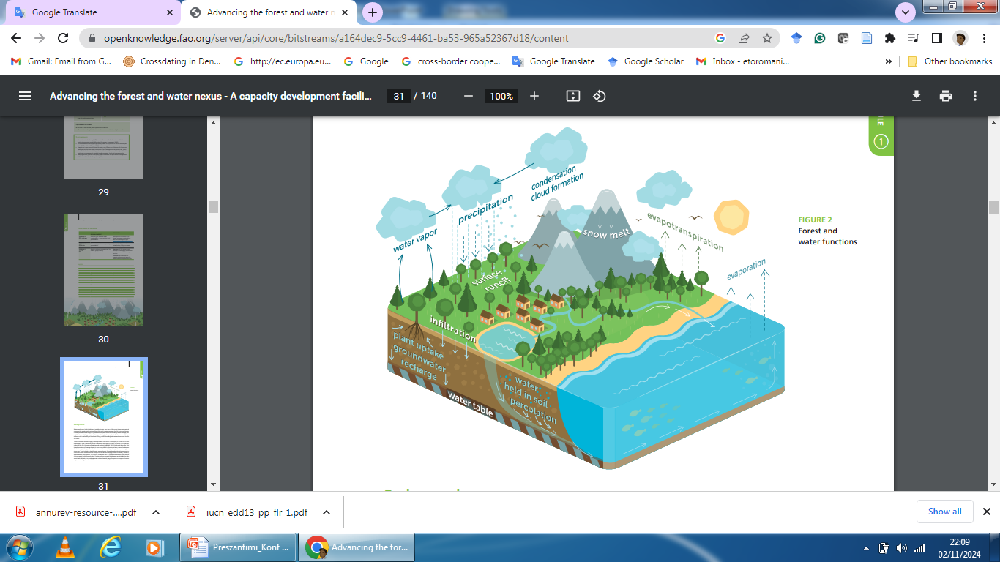 Google Translate
Advancing the forest and water n
openknowledge.fao.org/server/api/core/bitstreams/a164dec9-5cc9-4461-ba53-965a52367d18/content
Gmail: Email from G...
Crossdating in Den...
http://ec.europa.eu...
Google
cross-border coope...
Google Translate
Google Scholar
Inbox - etoromani...
»
Other bookmarks
Advancing the forest and water nexus - A capacity development facili...
31 / 140
100%
29
30
31
1
condensation
cloud formation
precipitation
water vapor
snow melt
evapotranspiration
evaporation
FIGURE 2
Forest and
water functions
surface
runoff
infiltration
plant uptake
groundwater
recharge
water
held in soil
percolation
water table
annurev-resource-....pdf
iucn_edd13_pp_flr_1.pdf
Show all
Preszantimi_Konf ...
Advancing the for...
22:09
02/11/2024